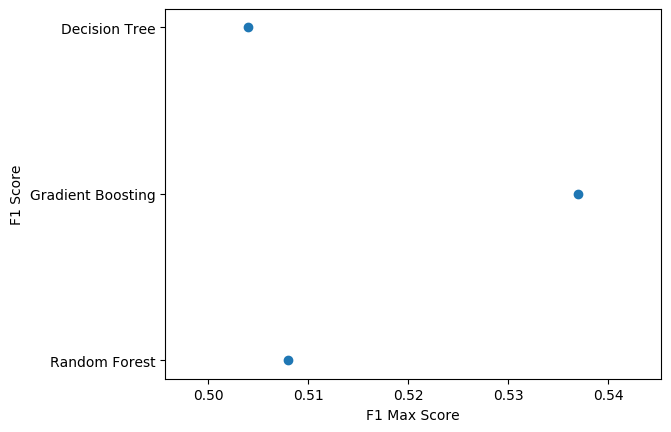 Decision Tree
Gradient Boosting
Random Forest
F1 Score
0.50 0.51 0.52 0.53 0.54
F1 Max Score